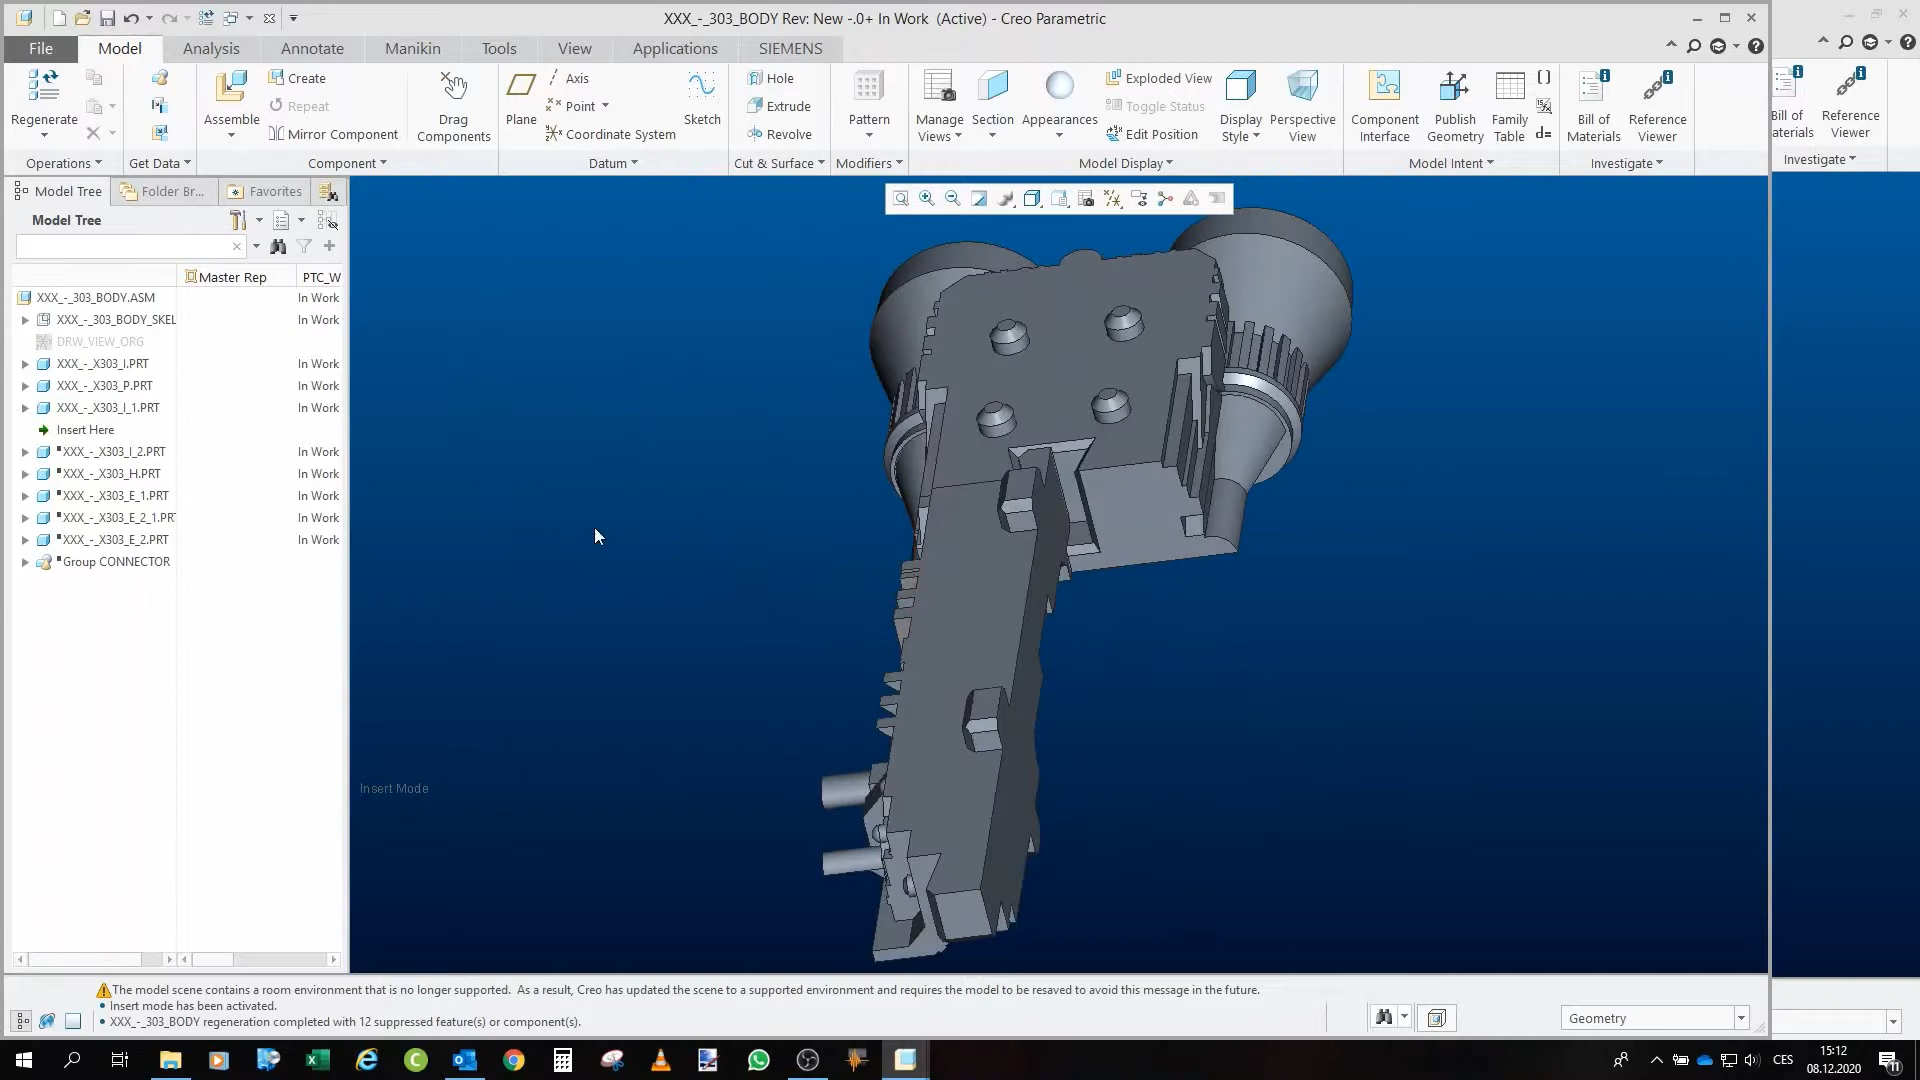 XXX_-_303_BODY Rev: New -.0+ In Work (Active) - Creo Parametric
File Model Analysis Annotate Manikin Tools View Applications SIEMENS
Regenerate
Operations
Get Data
Assemble
Create
Repeat
Mirror Component
Drag
Components
Component
Plane
Axis
Point
Coordinate System
Sketch
Datum
Hole
Extrude
Revolve
Cut & Surface
Pattern
Modifiers
Manage
Views
Section
Appearances
Exploded View
Toggle Status
Edit Position
Display
Style
Perspective
View
Model Display
Component
Interface
Publish
Geometry
Family
Table
Model Intent
Bill of
Materials
Reference
Viewer
Investigate
Bill of
aterials
Reference
Viewer
Investigate
Model Tree Folder Br... Favorites
Model Tree
Master Rep PTC_W
XXX_-_303_BODY.ASM In Work
XXX_-_303_BODY_SKEL In Work
DRW_VIEW_ORG
XXX_-_X303_I.PRT In Work
XXX_-_X303_P.PRT In Work
XXX_-_X303_I_1.PRT In Work
Insert Here
XXX_-_X303_I_2.PRT In Work
XXX_-_X303_H.PRT In Work
XXX_-_X303_E_1.PRT In Work
XXX_-_X303_E_2_1.PRT In Work
XXX_-_X303_E_2.PRT In Work
Group CONNECTOR
Insert Mode
The model scene contains a room environment that is no longer supported. As a result, Creo has updated the scene to a supported environment and requires the model to be resaved to avoid this message in the future.
• Insert mode has been activated.
• XXX_-_303_BODY regeneration completed with 12 suppressed feature(s) or component(s).
Geometry
CES
15:12
08.12.2020
11